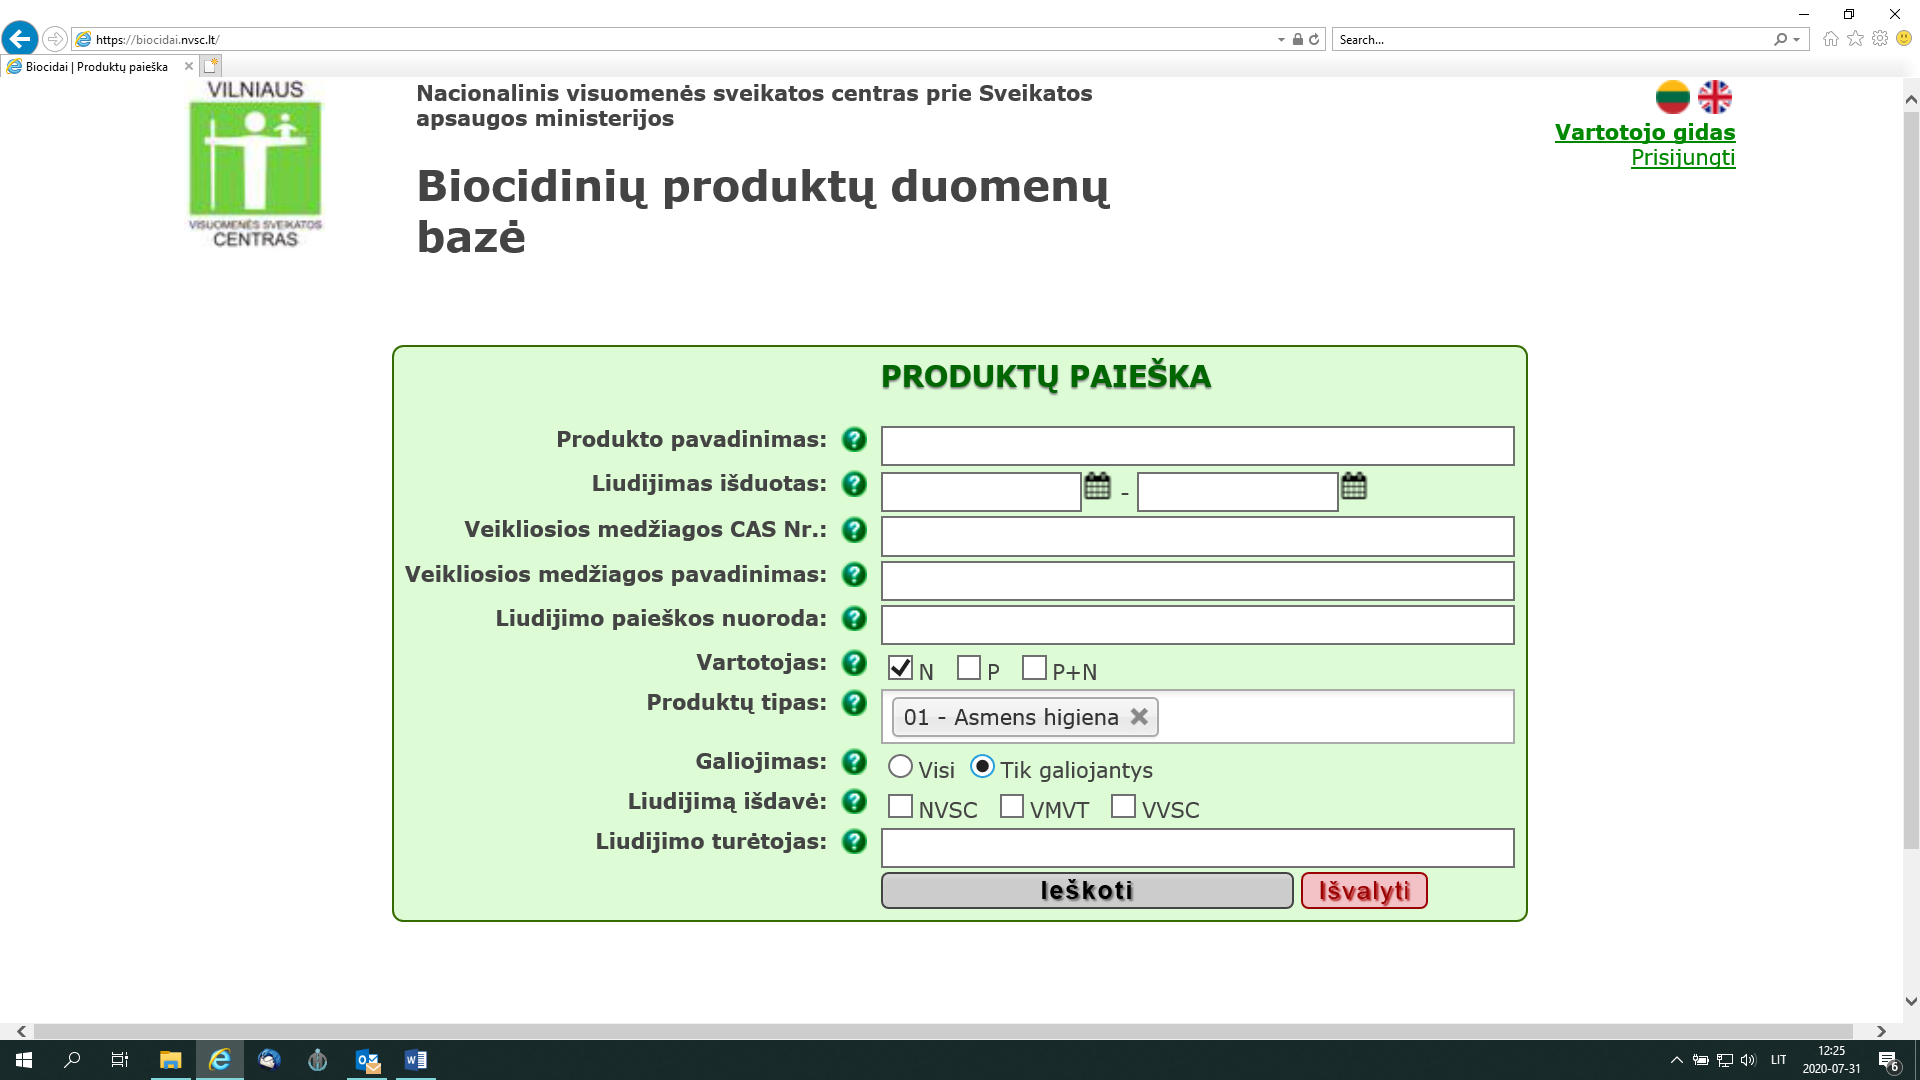 https://biocidai.nvsc.lt/
Search...
Biocidai | Produktų paieška
VILNIAUS
VISUOMENĖS SVEIKATOS
CENTRAS
Nacionalinis visuomenės sveikatos centras prie Sveikatos
apsaugos ministerijos
Biocidinių produktų duomenų
bazė
Vartotojo gidas
Prisijungti
PRODUKTŲ PAIEŠKA
Produkto pavadinimas:
Liudijimas išduotas: -
Veikliosios medžiagos CAS Nr.:
Veikliosios medžiagos pavadinimas:
Liudijimo paieškos nuoroda:
Vartotojas: N P P+N
Produktų tipas: 01 - Asmens higiena
Galiojimas: Visi Tik galiojantys
Liudijimą išdavė: NVSC VMVT VVSC
Liudijimo turėtojas:
Ieškoti Išvalyti
LIT
12:25
2020-07-31
6